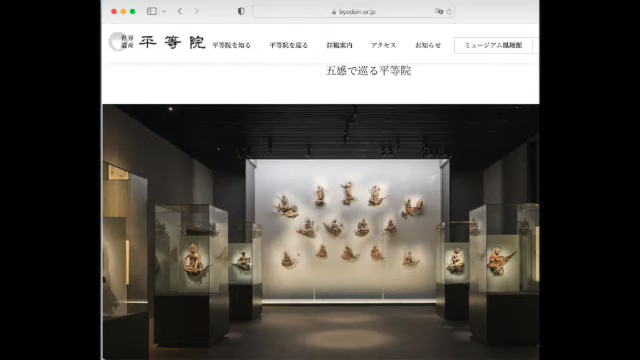 byodoin.or.jp
世界遺産 平等院 平等院を知る 平等院を巡る 拝観案内 アクセス お知らせ ミュージアム鳳翔館
五感で巡る平等院